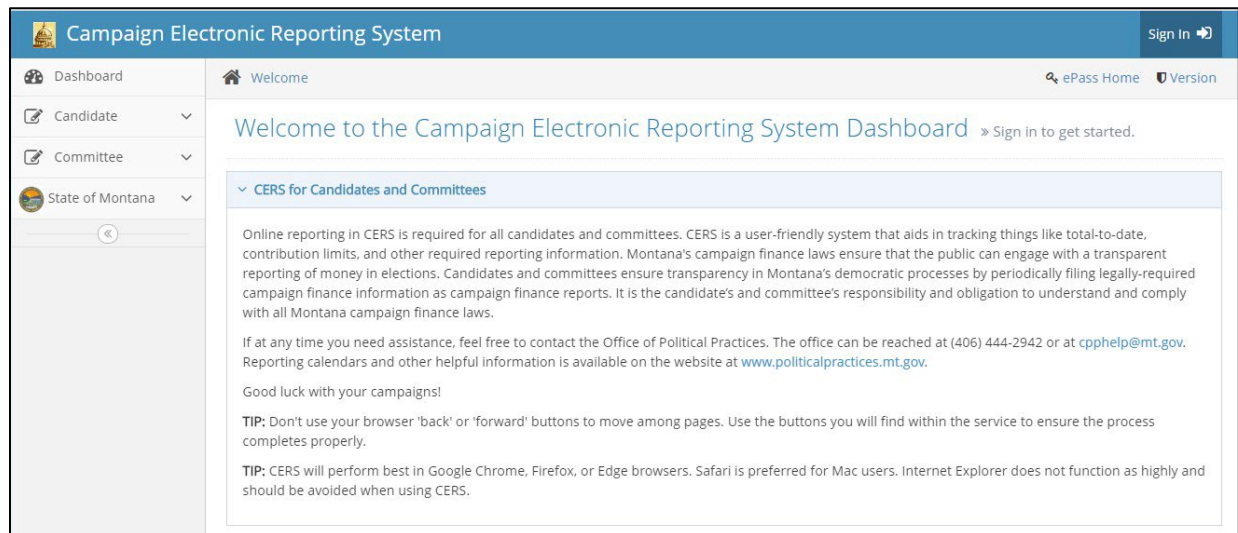 Campaign Electronic Reporting System
Sign In
Dashboard
Candidate
Committee
State of Montana
Welcome
ePass Home
Version
Welcome to the Campaign Electronic Reporting System Dashboard » Sign in to get started.
CERS for Candidates and Committees
Online reporting in CERS is required for all candidates and committees. CERS is a user-friendly system that aids in tracking things like total-to-date,
contribution limits, and other required reporting information. Montana's campaign finance laws ensure that the public can engage with a transparent
reporting of money in elections. Candidates and committees ensure transparency in Montana's democratic processes by periodically filing legally-required
campaign finance information as campaign finance reports. It is the candidate's and committee's responsibility and obligation to understand and comply
with all Montana campaign finance laws.
If at any time you need assistance, feel free to contact the Office of Political Practices. The office can be reached at (406) 444-2942 or at cpphelp@mt.gov.
Reporting calendars and other helpful information is available on the website at www.politicalpractices.mt.gov.
Good luck with your campaigns!
TIP: Don't use your browser 'back' or 'forward' buttons to move among pages. Use the buttons you will find within the service to ensure the process
completes properly.
TIP: CERS will perform best in Google Chrome, Firefox, or Edge browsers. Safari is preferred for Mac users. Internet Explorer does not function as highly and
should be avoided when using CERS.